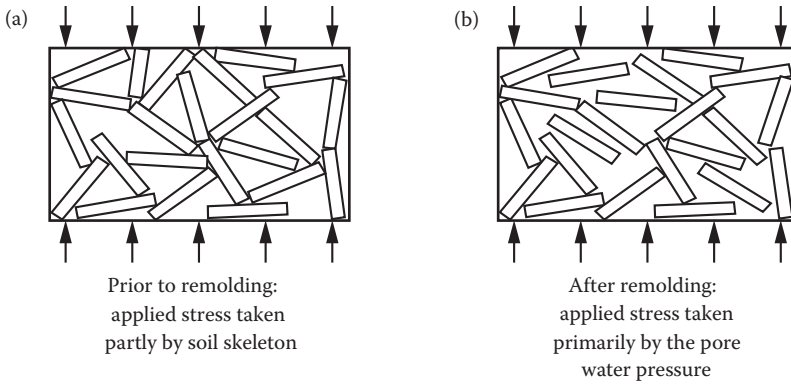 (a)
Prior to remolding:
applied stress taken
partly by soil skeleton
(b)
After remolding:
applied stress taken
primarily by the pore
water pressure